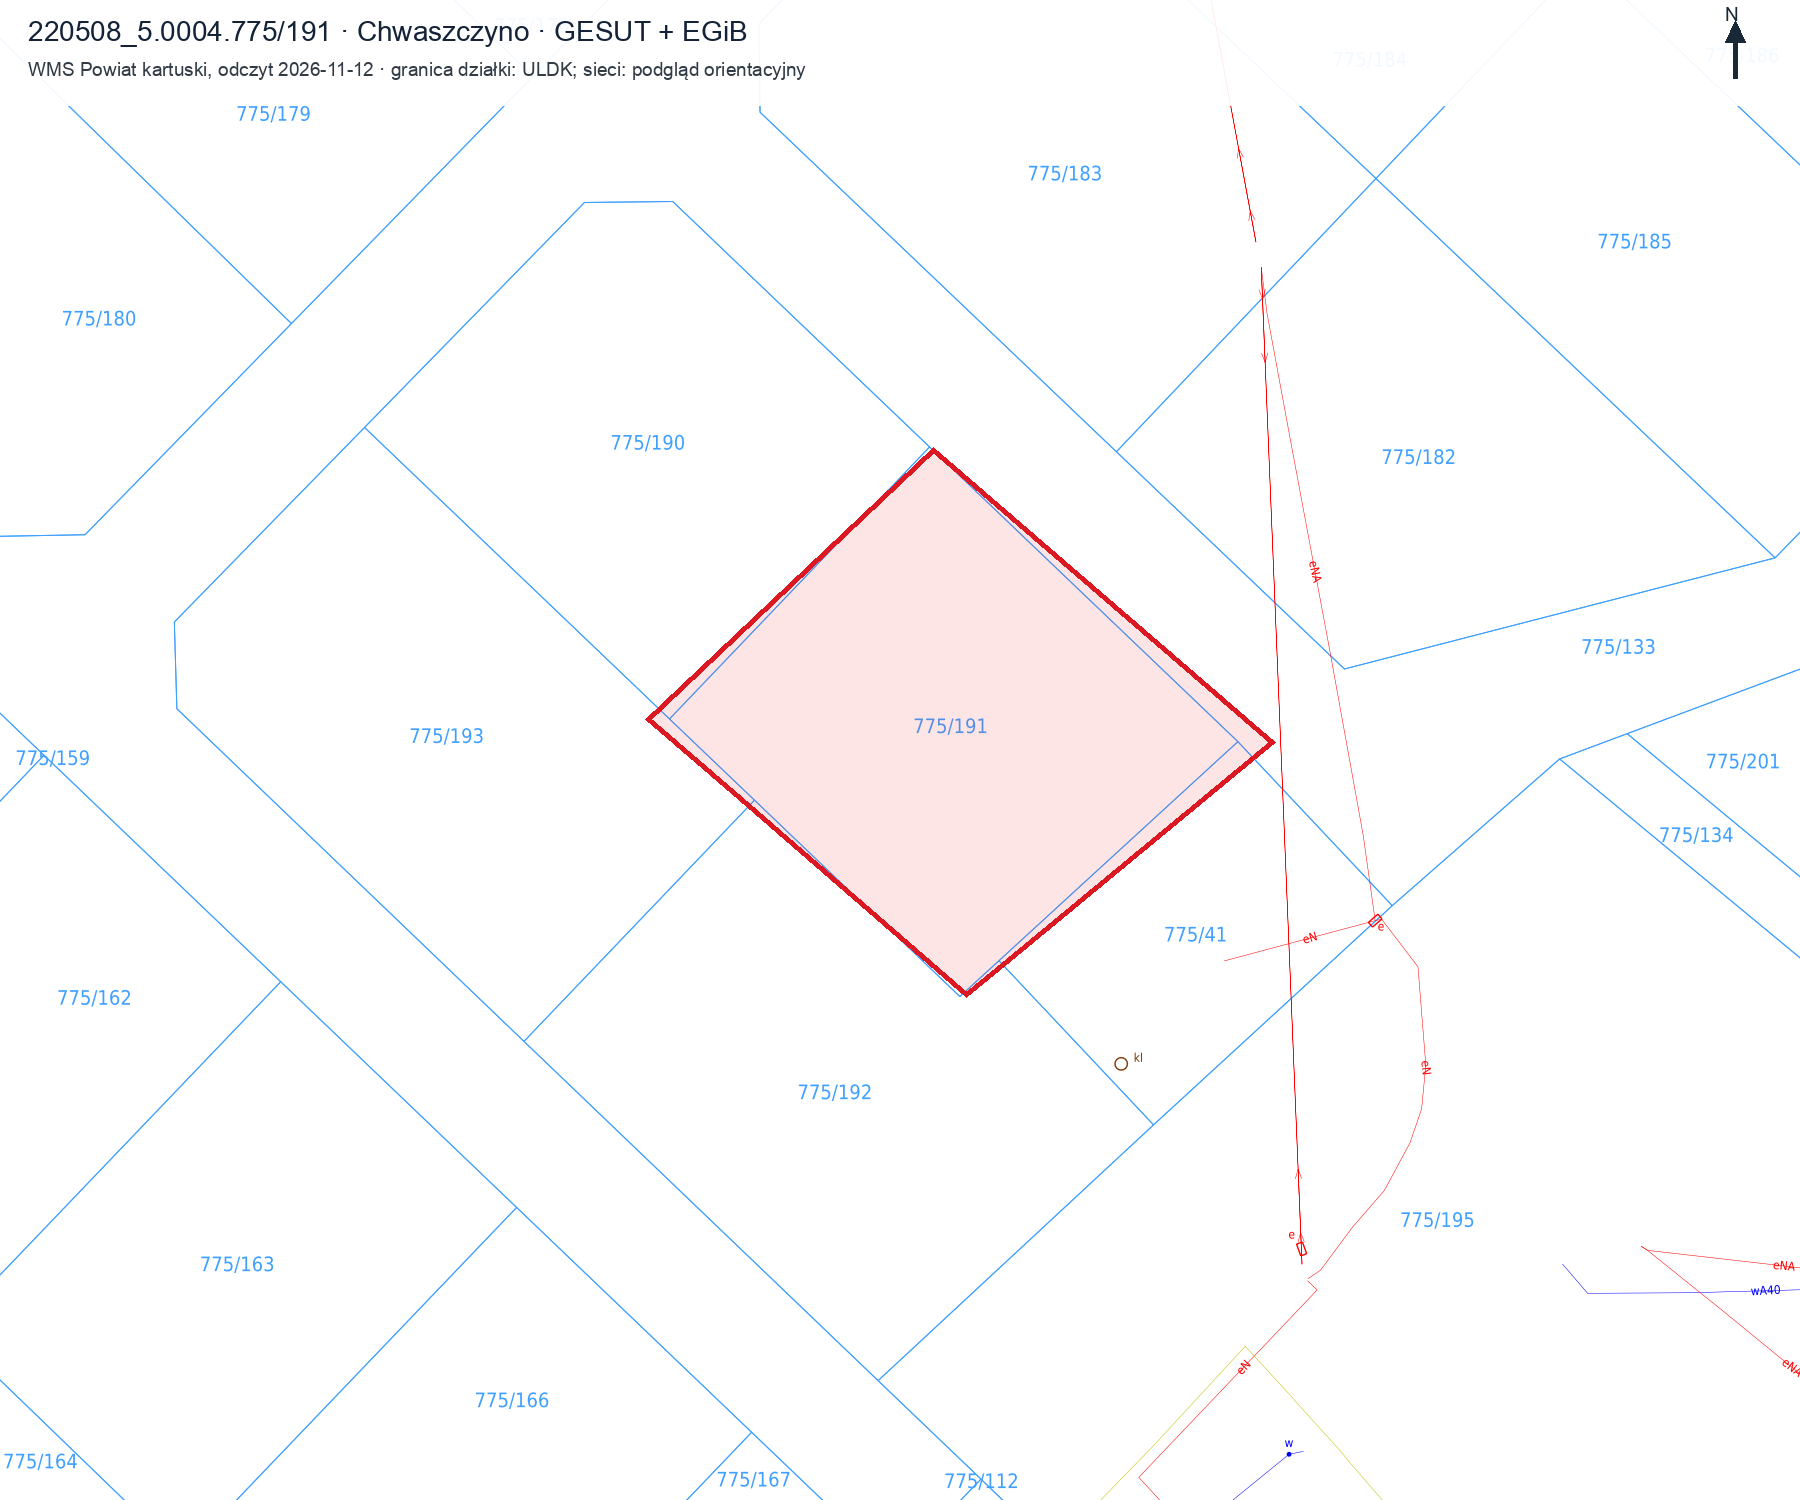 220508_5.0004.775/191 · Chwaszczyno · GESUT + EGiB
N
WMS Powiat kartuski, odczyt 2026-11-12 · granica działki: ULDK; sieci: podgląd orientacyjny
775/184
775/186
775/179
775/183
775/185
775/180
775/190
775/182
eNA
775/133
775/191
775/193
775/159
775/201
775/134
775/41
eN
e
775/162
kl
eN
775/192
775/195
e
775/163
eNA
wA40
eN
eNA
775/166
w
775/164
775/167
775/112